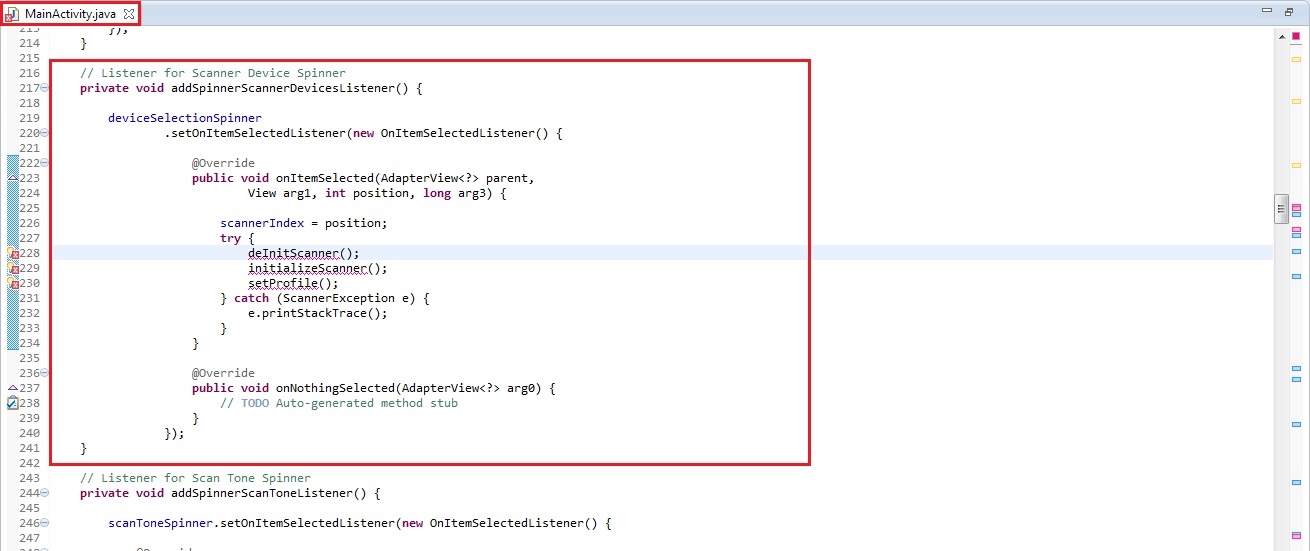 MainActivity.java
213 });
214 }
215
216 // Listener for Scanner Device Spinner
217 private void addSpinnerScannerDevicesListener() {
218
219 deviceSelectionSpinner
220 .setOnItemSelectedListener(new OnItemSelectedListener() {
221
222 @Override
223 public void onItemSelected(AdapterView<?> parent,
224 View arg1, int position, long arg3) {
225
226 scannerIndex = position;
227 try {
228 deInitScanner();
229 initializeScanner();
230 setProfile();
231 } catch (ScannerException e) {
232 e.printStackTrace();
233 }
234 }
235
236 @Override
237 public void onNothingSelected(AdapterView<?> arg0) {
238 // TODO Auto-generated method stub
239 }
240 });
241 }
242
243 // Listener for Scan Tone Spinner
244 private void addSpinnerScanToneListener() {
245
246 scanToneSpinner.setOnItemSelectedListener(new OnItemSelectedListener() {
247